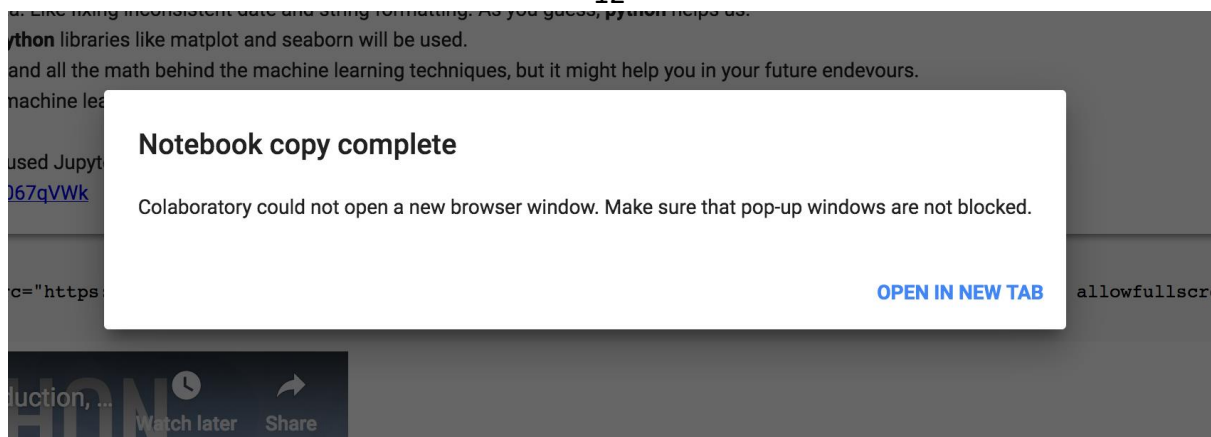 12
inconsistent date and string formatting. As you guess, python helps us.
ython libraries like matplot and seaborn will be used.
and all the math behind the machine learning techniques, but it might help you in your future endevours.
machine lea
Notebook copy complete
used Jupyt
067qVWk
Colaboratory could not open a new browser window. Make sure that pop-up windows are not blocked.
rc="https:
OPEN IN NEW TAB
allowfullscr
duction, ...
HON
Watch later
Share